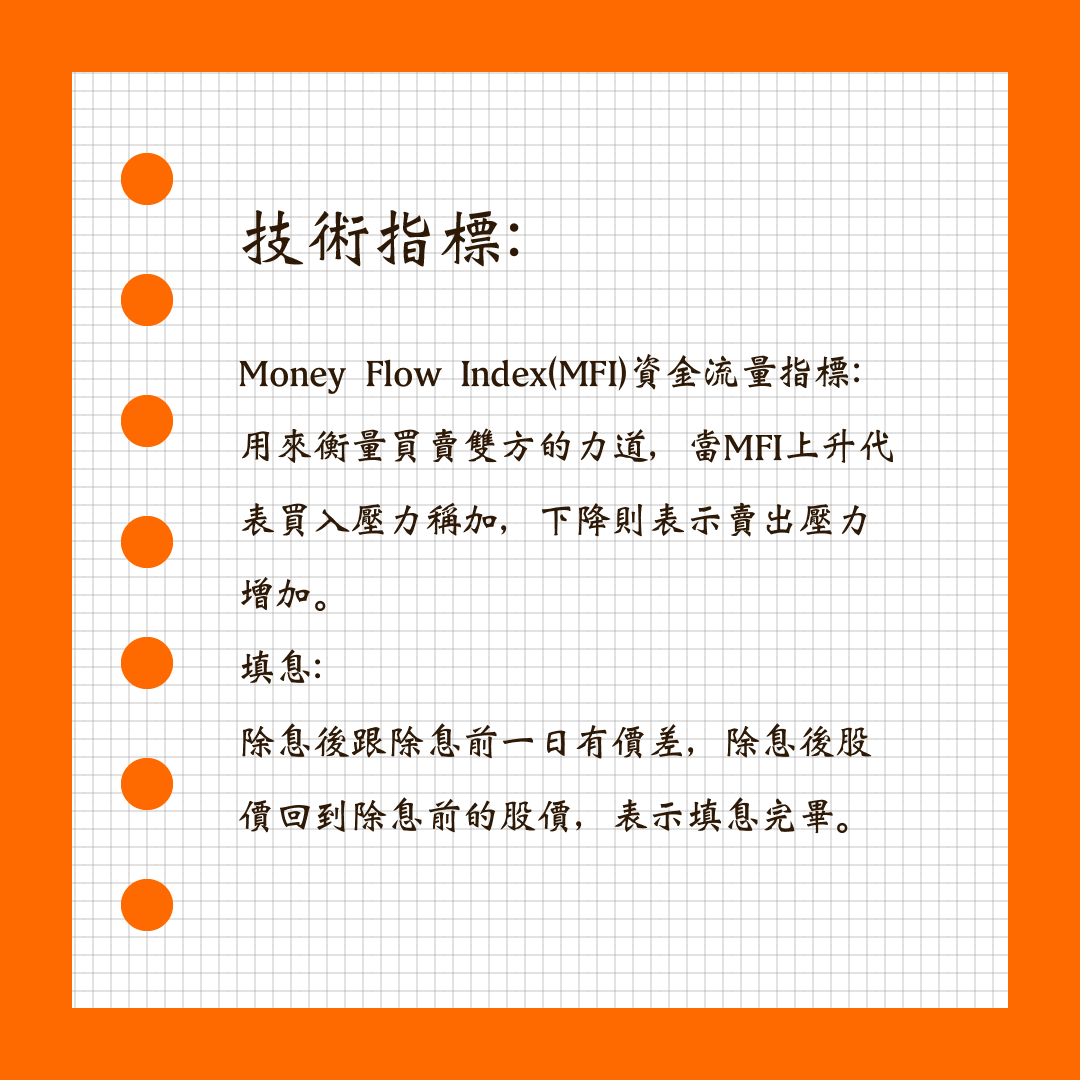 技術指標:
Money Flow Index(MFI)資金流量指標:
用來衡量買賣雙方的力道, 當MFI上升代
表買入壓力稱加, 下降則表示賣出壓力
增加。
填息:
除息後跟除息前一日有價差, 除息後股
價回到除息前的股價, 表示填息完畢。